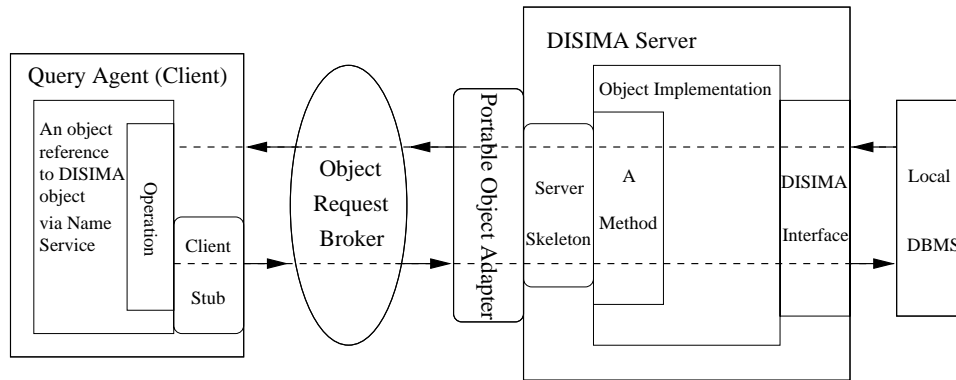 Query Agent (Client)
An object
reference
to DISIMA
object
via Name
Service
Operation
Client
Stub
Object
Request
Broker
Portable Object Adapter
DISIMA Server
Server
Skeleton
Object Implementation
A
Method
DISIMA
Interface
Local
DBMS